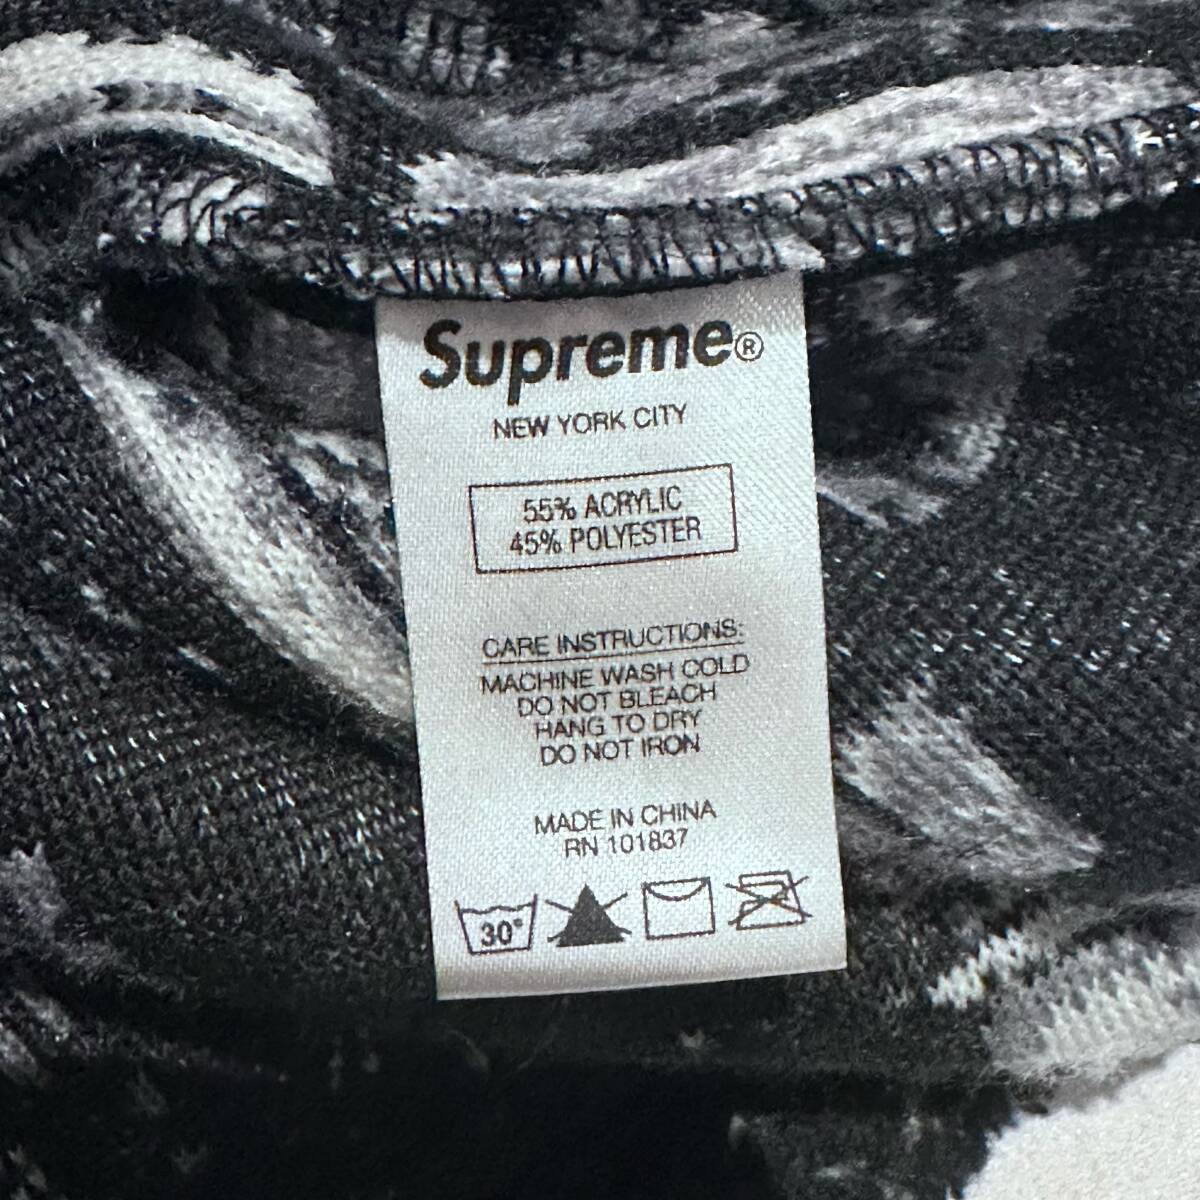 Supreme®
NEW YORK CITY
55% ACRYLIC
45% POLYESTER
CARE INSTRUCTIONS:
MACHINE WASH COLD
DO NOT BLEACH
HANG TO DRY
DO NOT IRON
MADE IN CHINA
RN 101837
30°